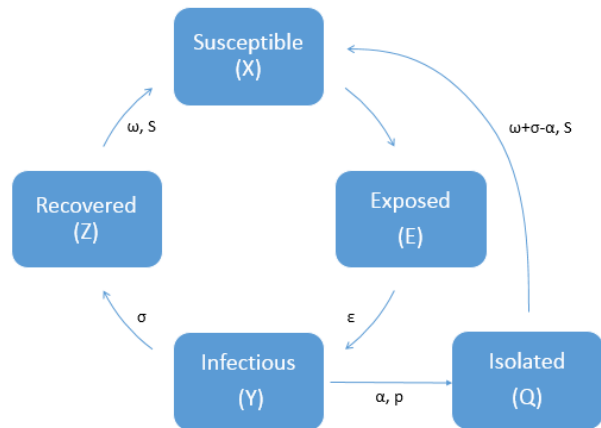 Susceptible
(X)
ω, S
ω+σ-α, S
Recovered
(Z)
Exposed
(E)
σ
ε
Infectious
(Y)
α, p
Isolated
(Q)